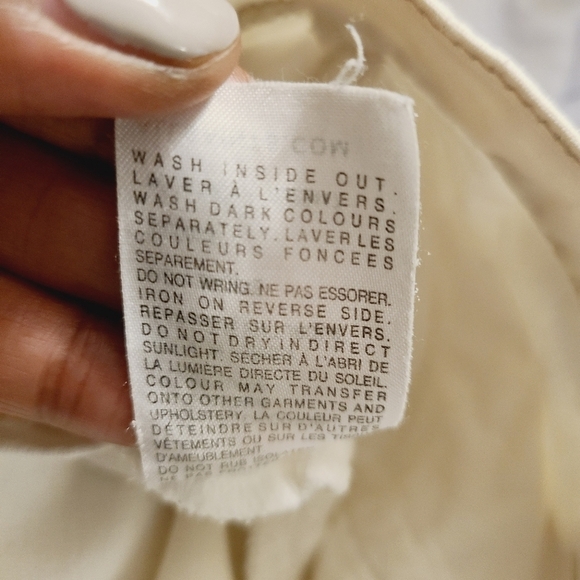 WASH INSIDE OUT.
LAVER À L'ENVERS.
WASH DARK COLOURS
SEPARATELY. LAVER LES
COULEURS FONCEES
SEPAREMENT.
DO NOT WRING. NE PAS ESSORER.
IRON ON REVERSE SIDE.
REPASSER SUR L'ENVERS.
DO NOT DRY IN DIRECT
SUNLIGHT. SÉCHER À L'ABRI DE
LA LUMIÈRE DIRECTE DU SOLEIL.
COLOUR MAY TRANSFER
ONTO OTHER GARMENTS AND
UPHOLSTERY. LA COULEUR PEUT
DÉTEINDRE SUR D'AUTRES
VÊTEMENTS OU SUR LES
D'AMEUBLEMENT
DO NOT RUB
NE PAS